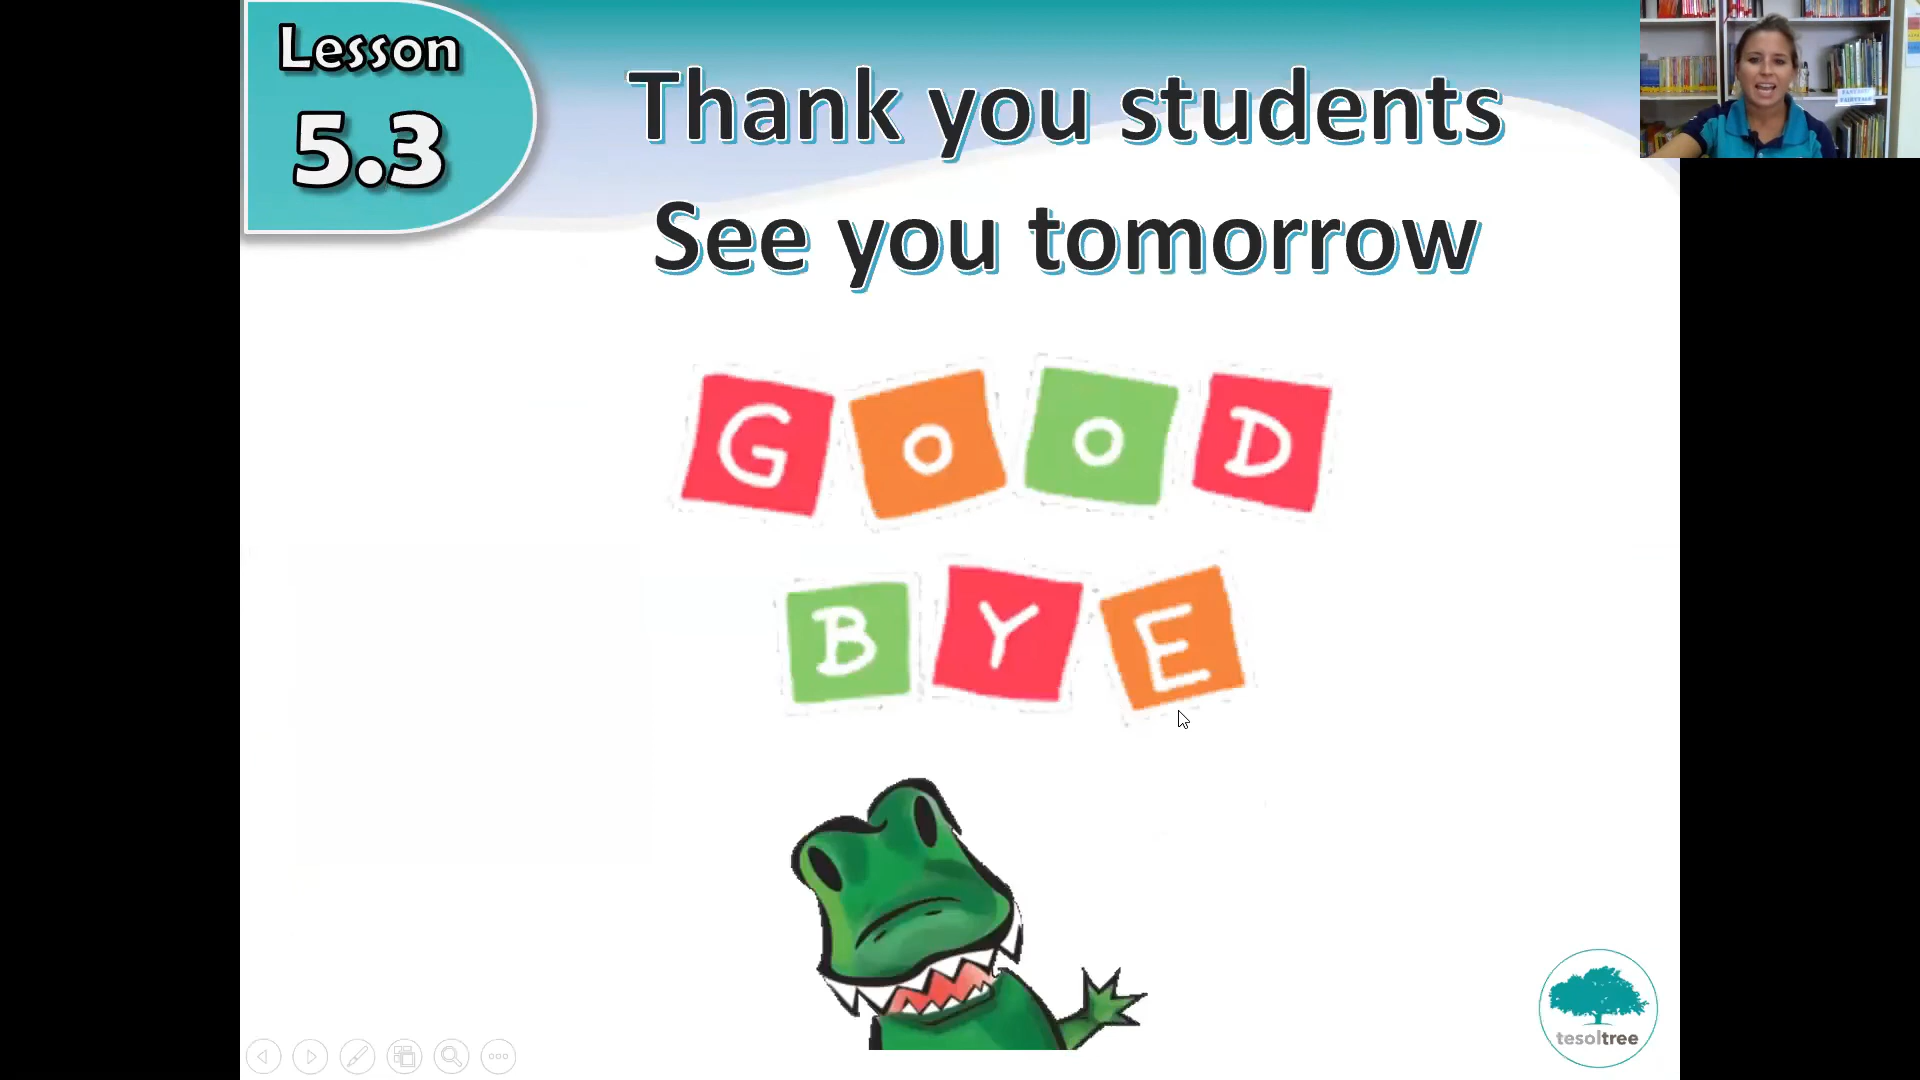 Lesson
5.3
Thank you students
See you tomorrow
GOOD
BYE
tesoltree